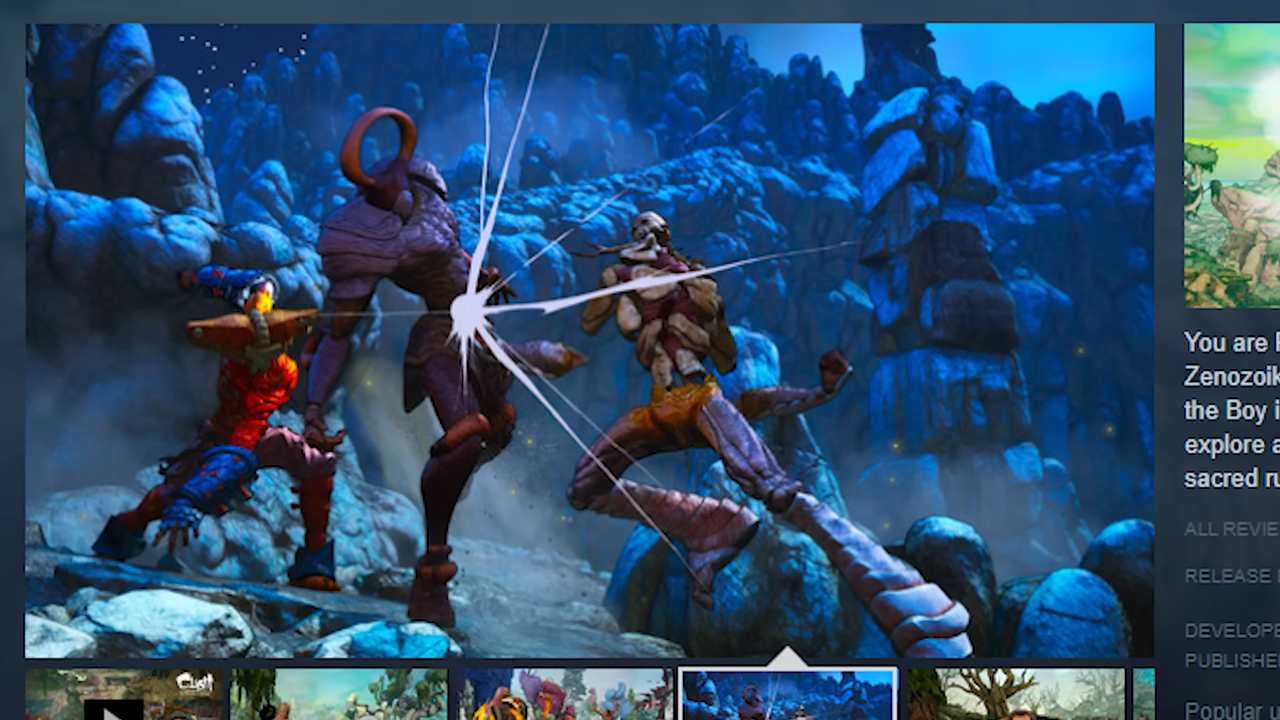 You are
Zenozoik
the Boy i
explore a
sacred ru
ALL REVIE
RELEASE
DEVELOPE
PUBLISHE
Popular u
Clash